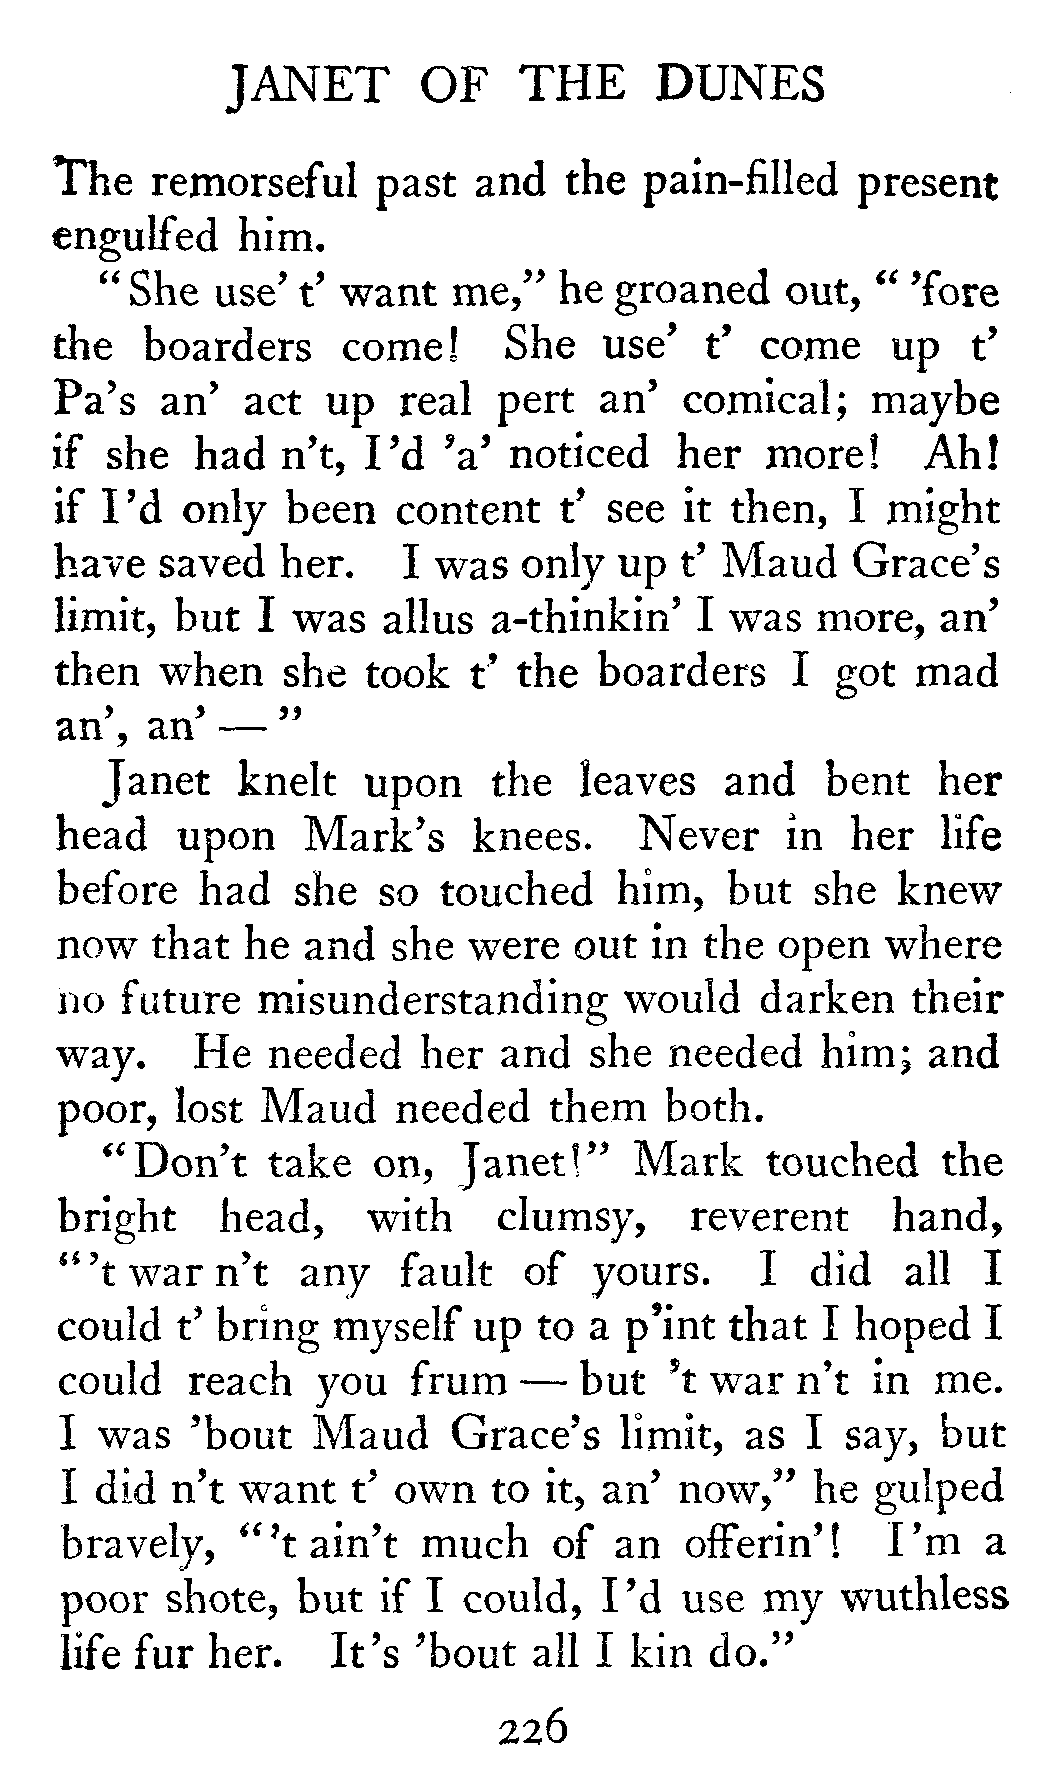 JANET OF THE DUNES
The remorseful past and the pain-filled present
engulfed him.
"She use' t' want me," he groaned out, "'fore
the boarders come! She use' t' come up t'
Pa's an' act up real pert an' comical; maybe
if she had n't, I'd 'a' noticed her more! Ah!
if I'd only been content t' see it then, I might
have saved her. I was only up t' Maud Grace's
limit, but I was allus a-thinkin' I was more, an'
then when she took t' the boarders I got mad
an', an' — "
Janet knelt upon the leaves and bent her
head upon Mark's knees. Never in her life
before had she so touched him, but she knew
now that he and she were out in the open where
no future misunderstanding would darken their
way. He needed her and she needed him; and
poor, lost Maud needed them both.
"Don't take on, Janet!" Mark touched the
bright head, with clumsy, reverent hand,
"'t war n't any fault of yours. I did all I
could t' bring myself up to a p'int that I hoped I
could reach you frum — but 't war n't in me.
I was 'bout Maud Grace's limit, as I say, but
I did n't want t' own to it, an' now," he gulped
bravely, "'t ain't much of an offerin'! I'm a
poor shote, but if I could, I'd use my wuthless
life fur her. It's 'bout all I kin do."
226